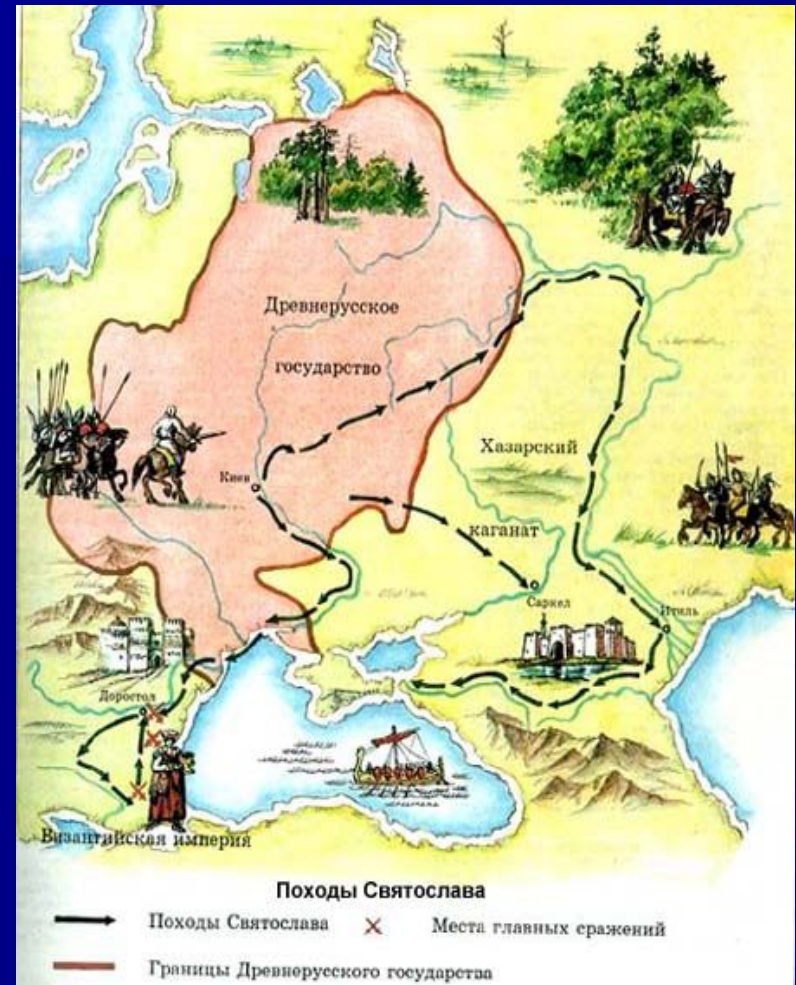 Древнерусское
государство
Киев
Хазарский
каганат
Саркел
Итиль
Доростол
Византийская империя
Походы Святослава
Походы Святослава
Места главных сражений
Границы Древнерусского государства